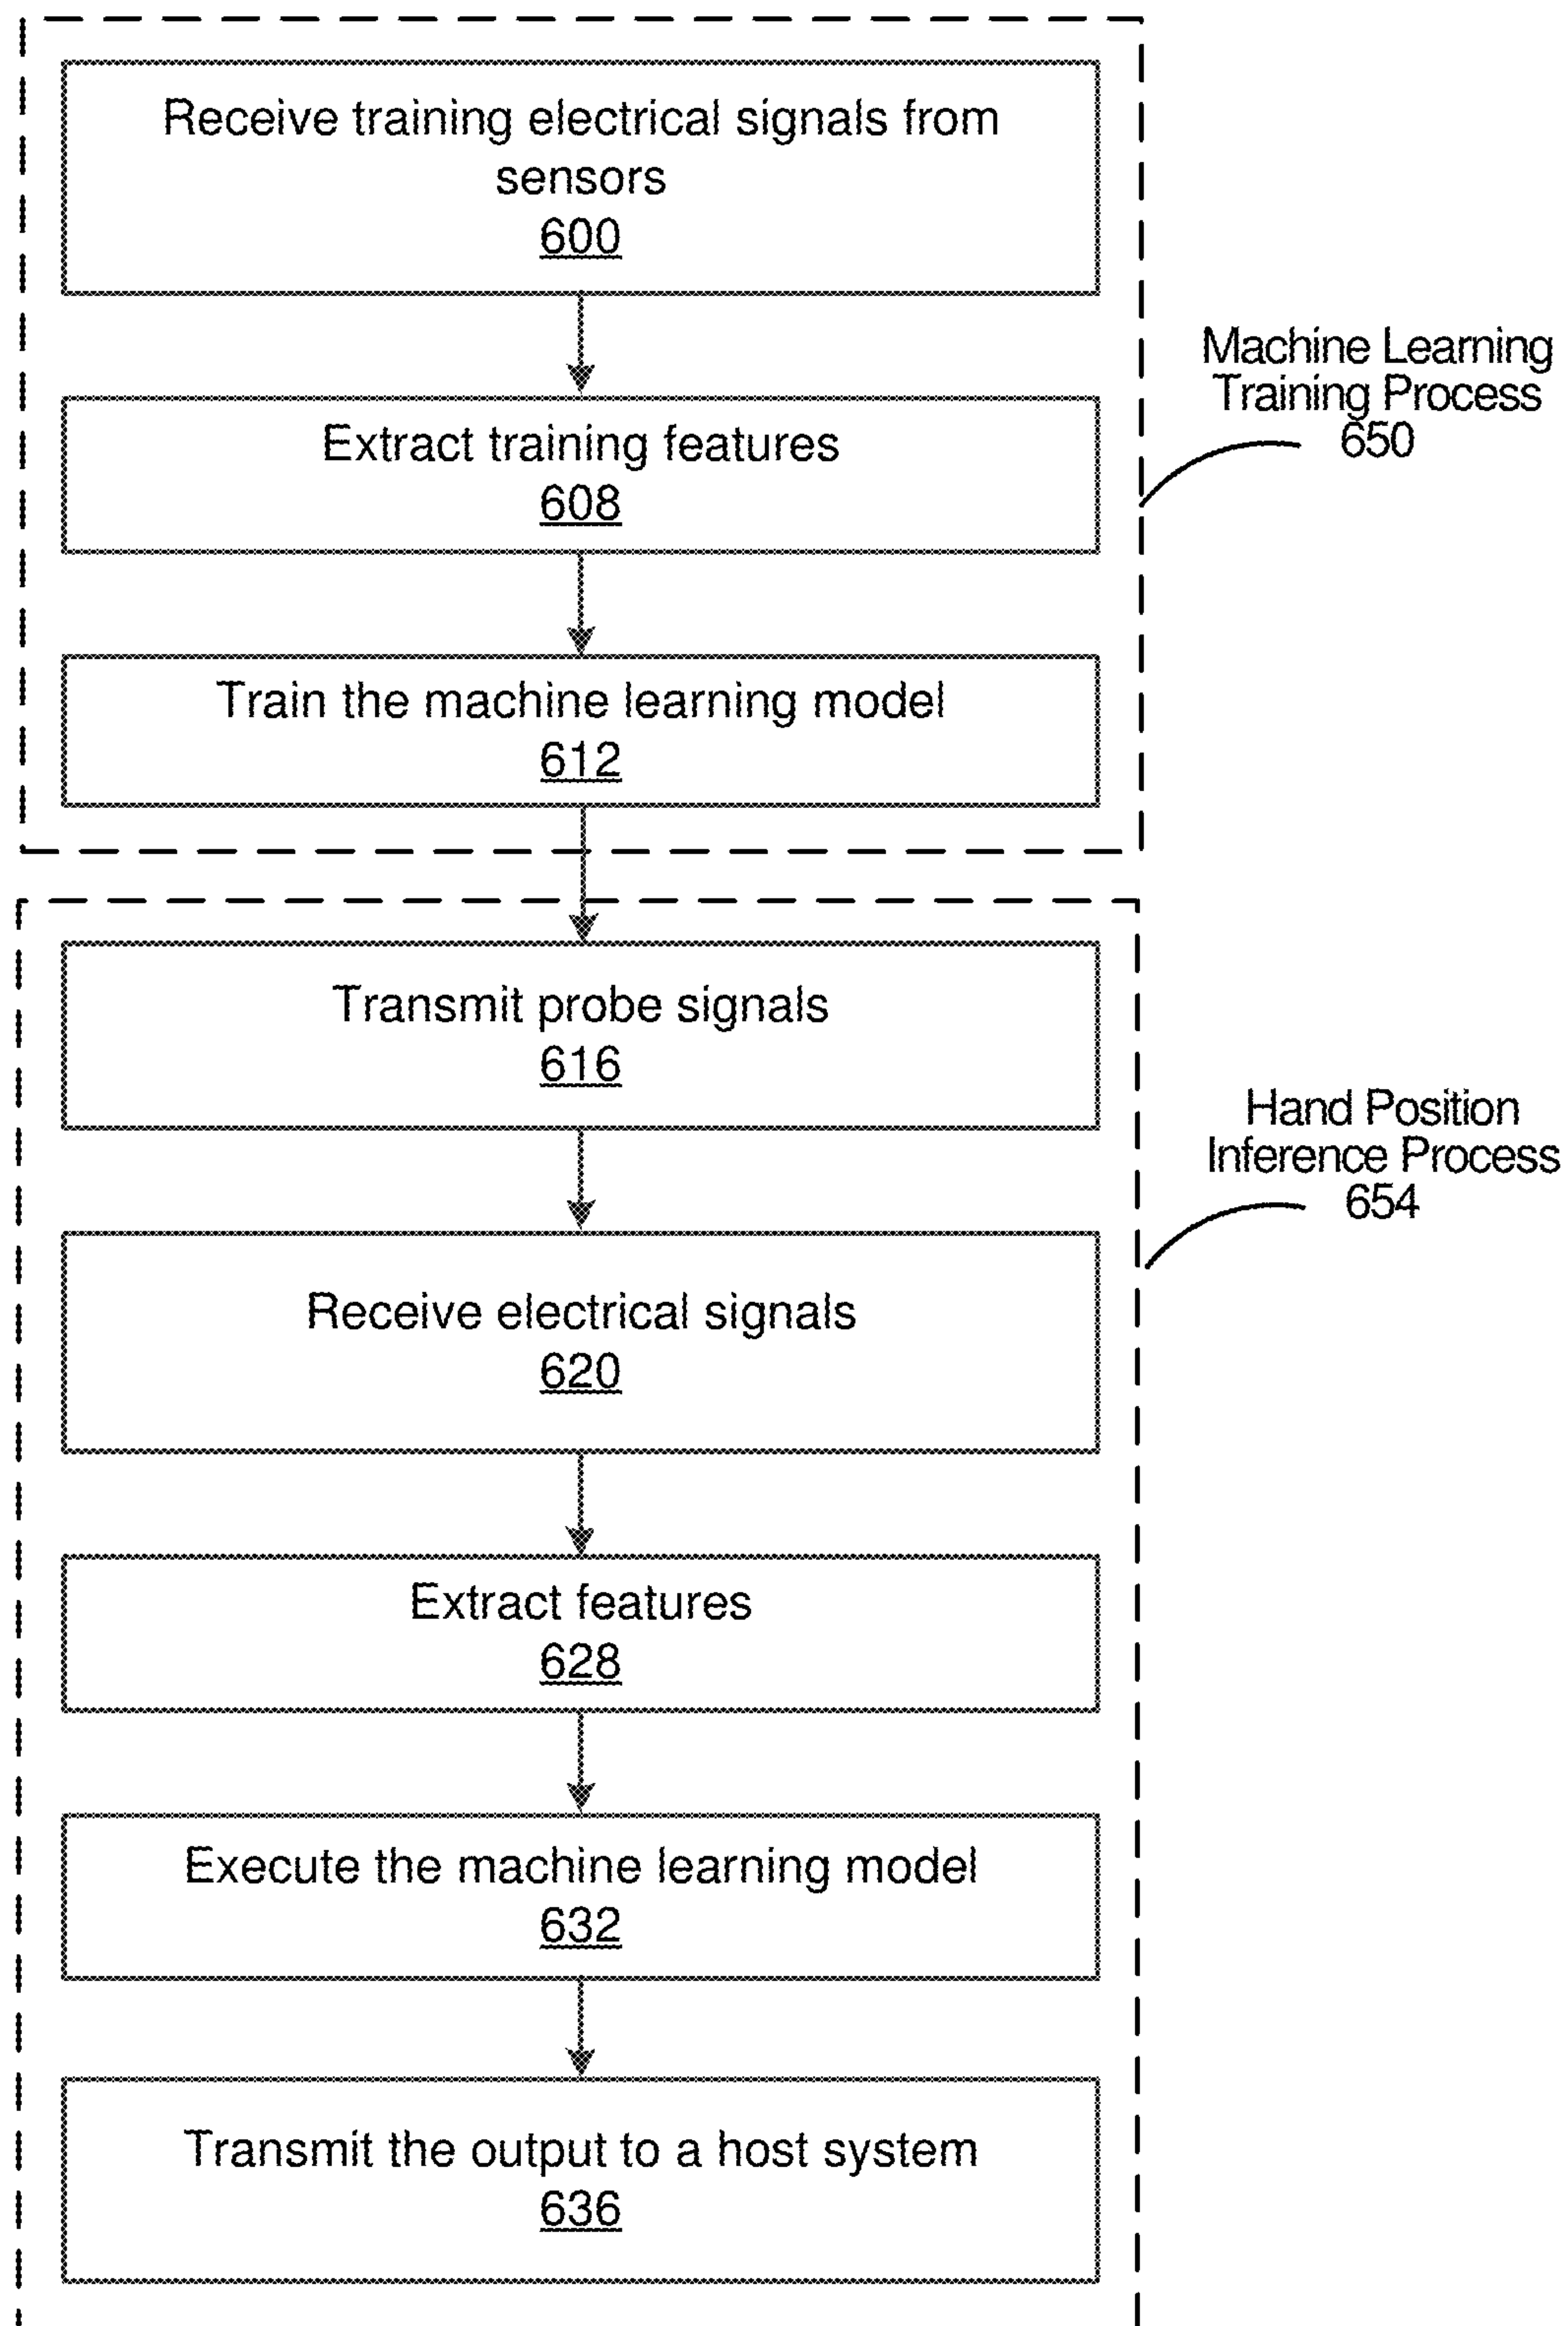 Receive training electrical signals from
sensors
600
Extract training features
608
Train the machine learning model
612
Machine Learning
Training Process
650
Transmit probe signals
616
Receive electrical signals
620
Hand Position
Inference Process
654
Extract features
628
Execute the machine learning model
632
Transmit the output to a host system
636